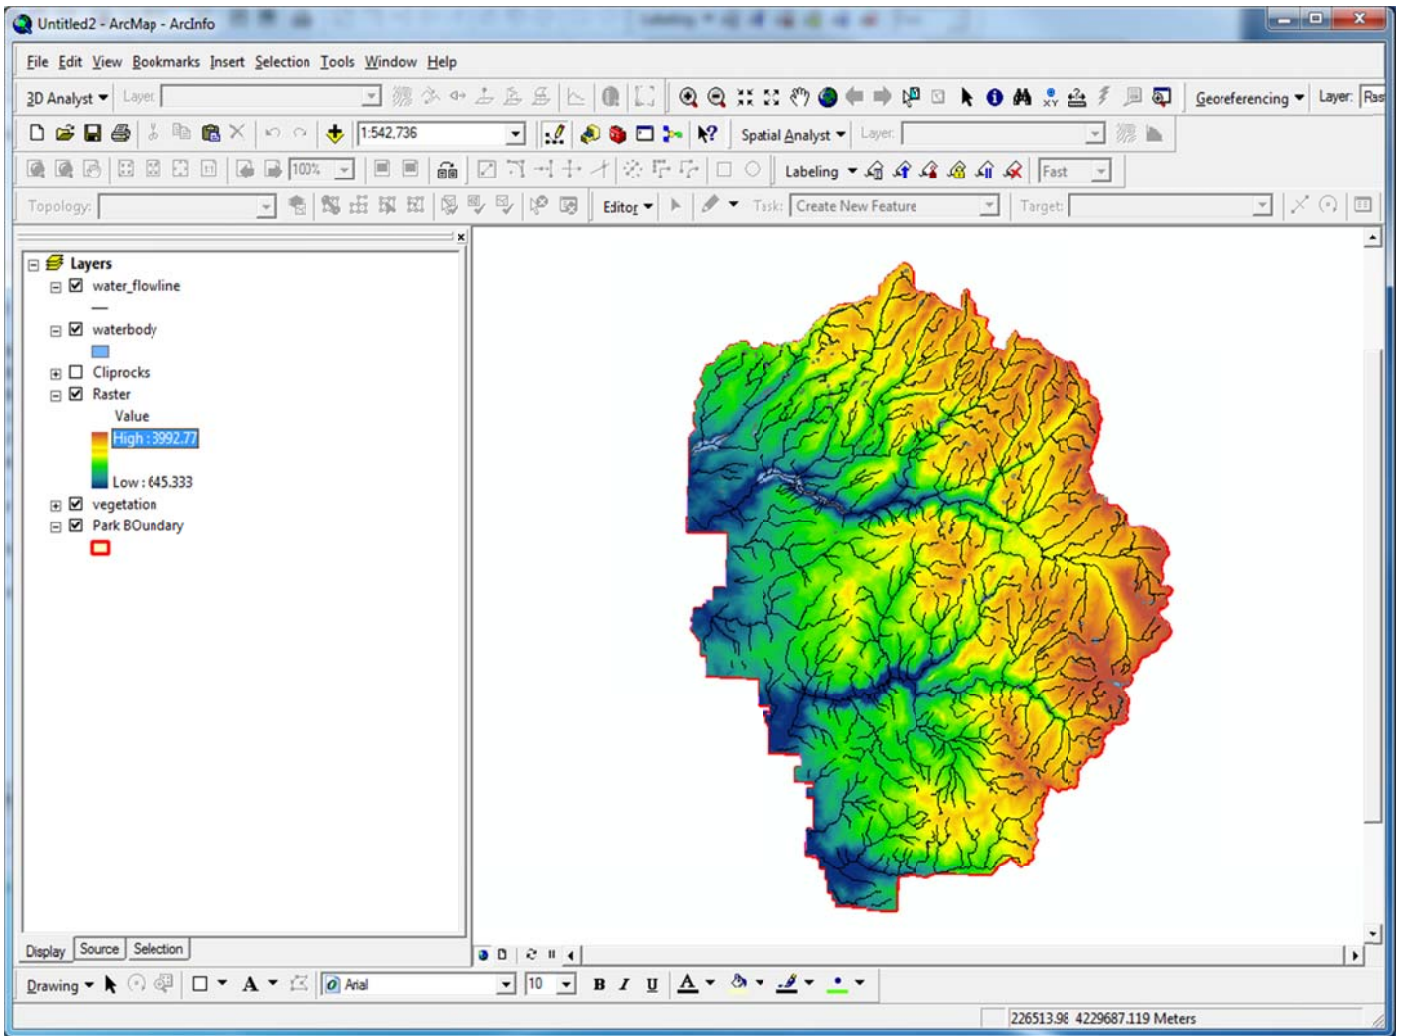 Untitled2 - ArcMap - ArcInfo
File Edit View Bookmarks Insert Selection Tools Window Help
3D Analyst Layer: Georeferencing Layer: Ras
1:542,736 Spatial Analyst Layer:
100% Labeling Fast
Topology: Editor Task: Create New Feature Target:
Layers
water_flowline
waterbody
Cliprocks
Raster
Value
High : 3992.77
Low : 645.333
vegetation
Park BOundary
Display Source Selection
Drawing A Arial 10 B I U A
226513.98 4229687.119 Meters